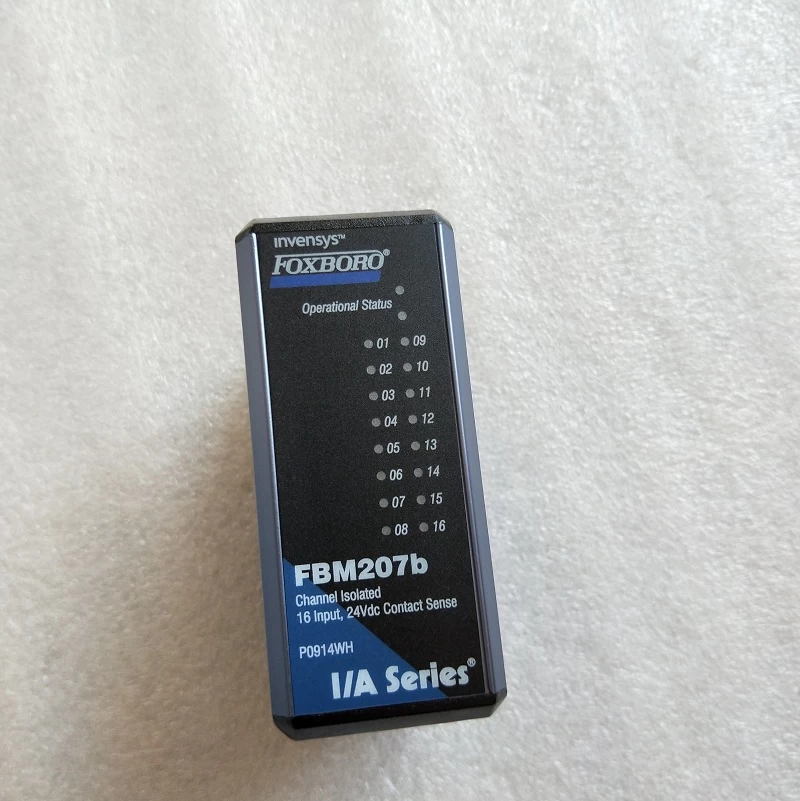 invensys™
FOXBORO®
Operational Status
01 09
02 10
03 11
04 12
05 13
06 14
07 15
08 16
FBM207b
Channel Isolated
16 Input, 24Vdc Contact Sense
P0914WH
I/A Series®